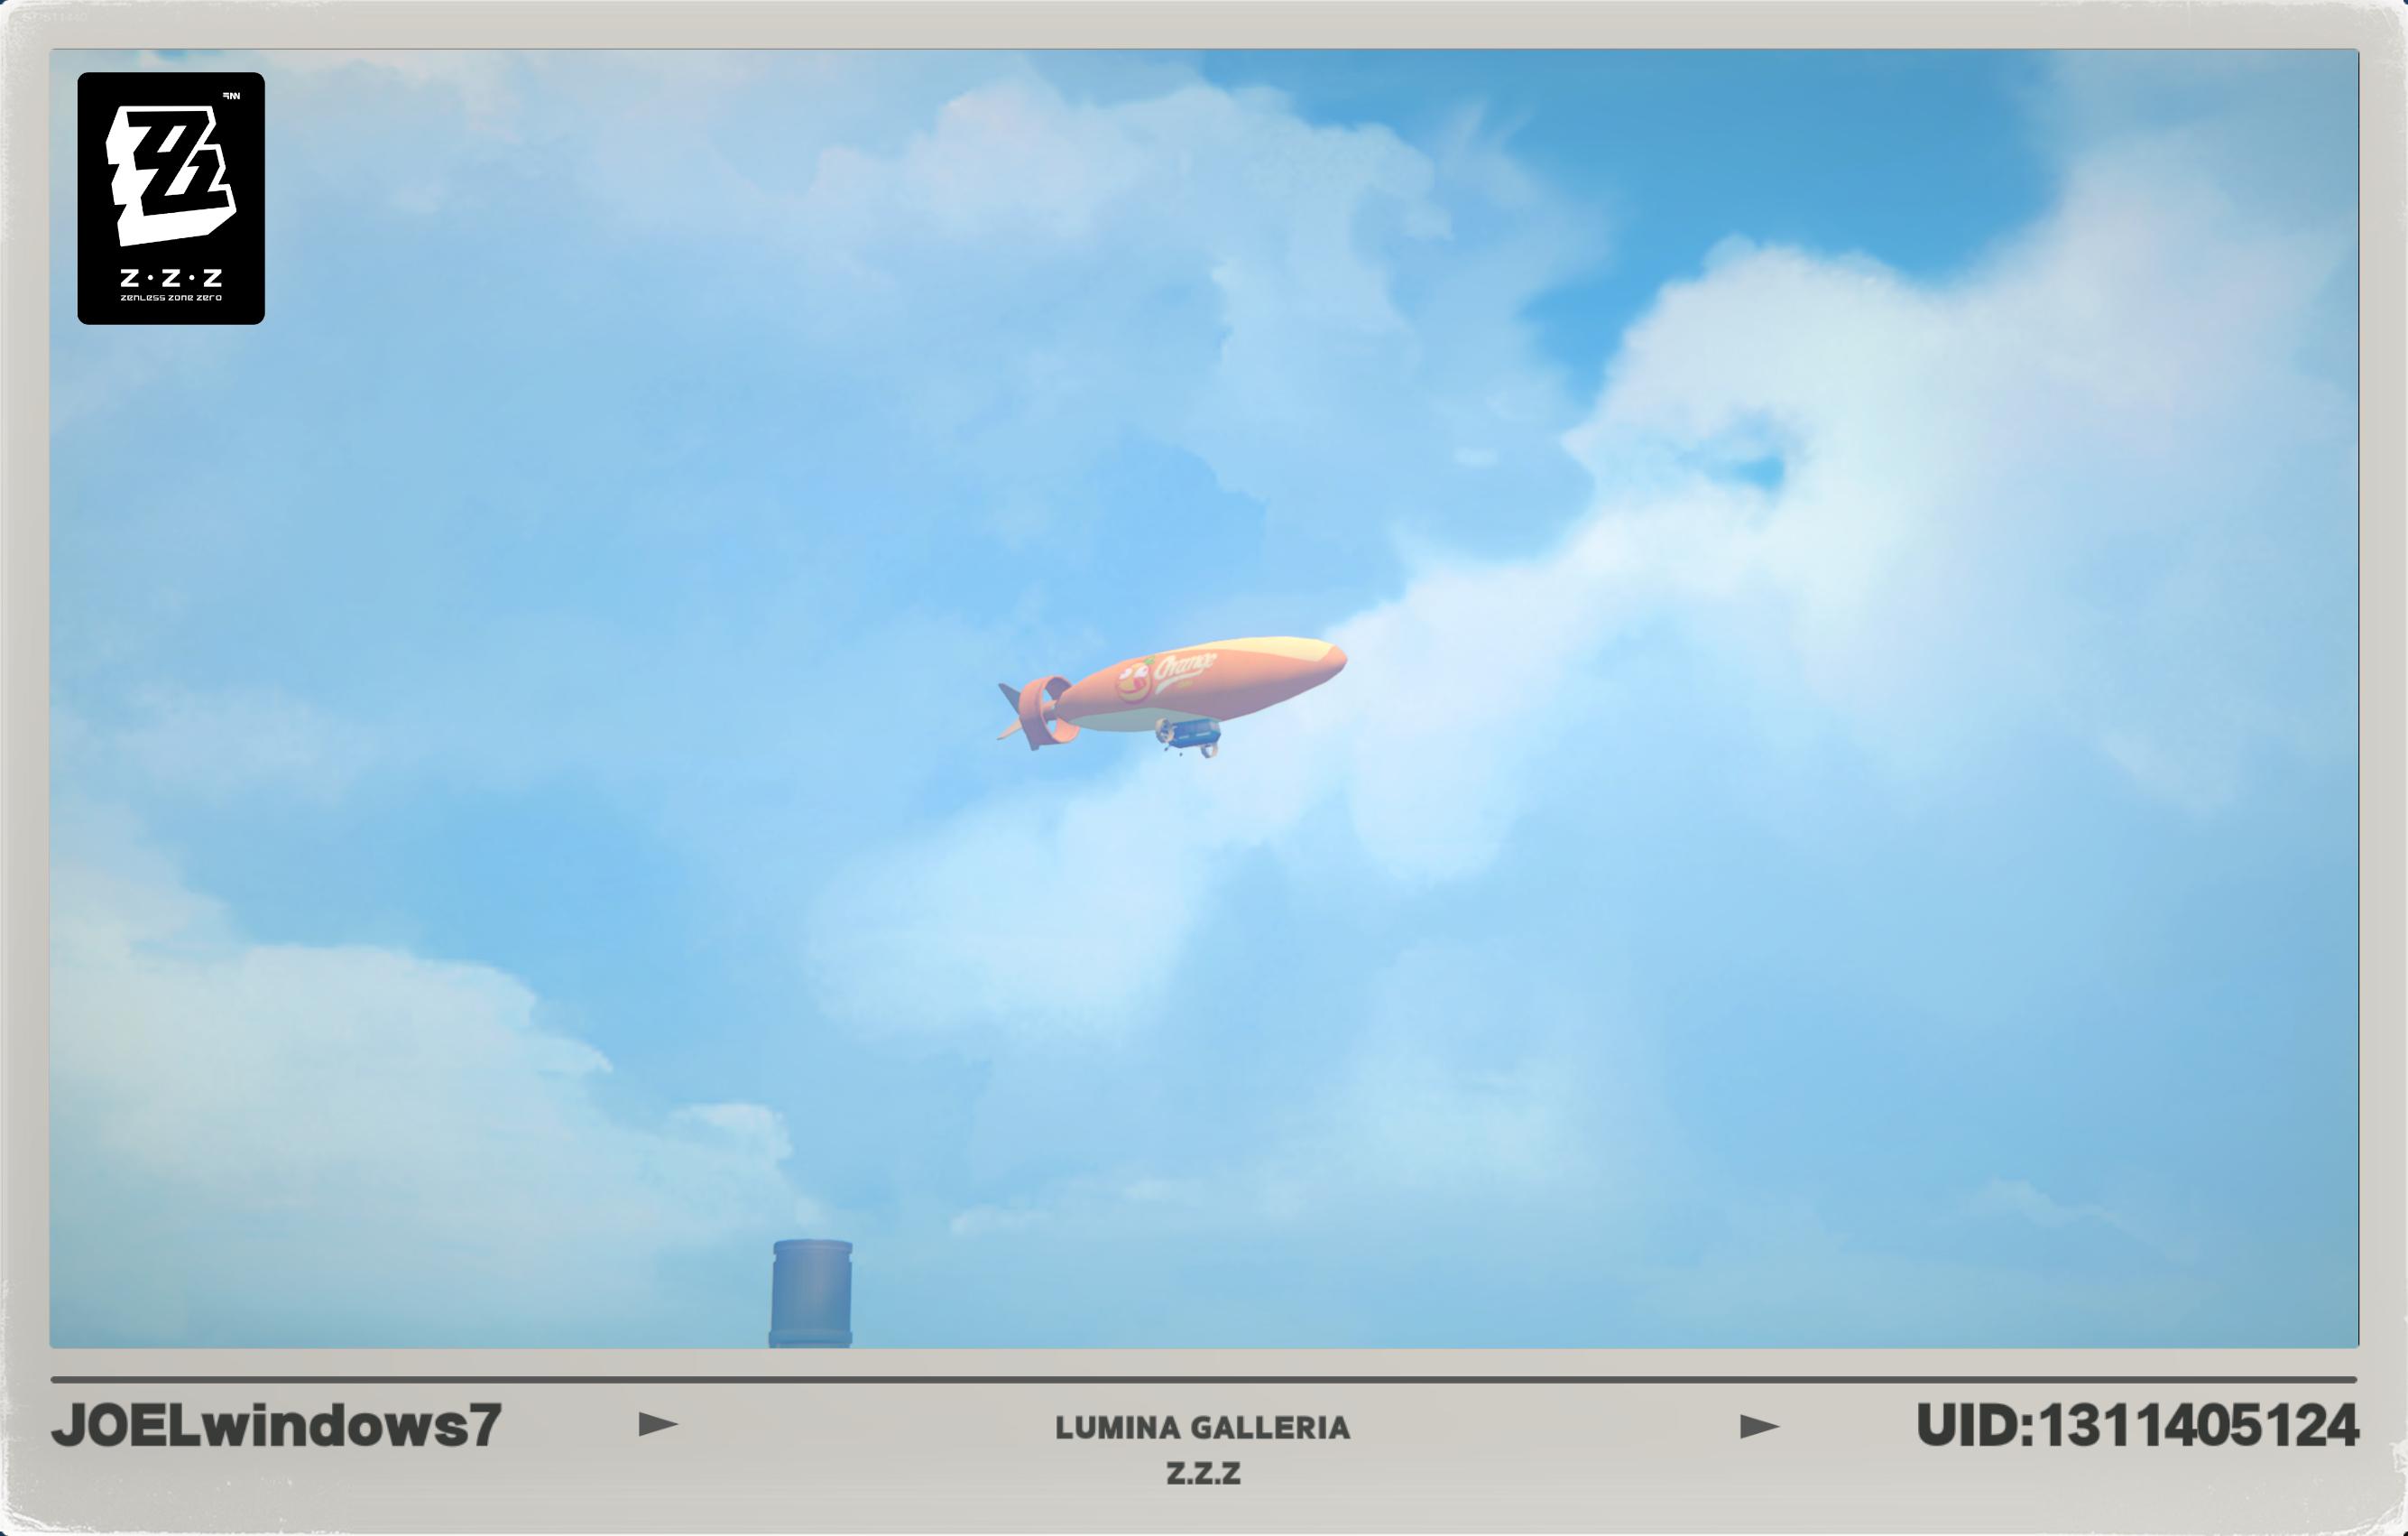 Z·Z·Z
ZENLESS ZONE ZERO
Orange
JOELwindows7
LUMINA GALLERIA
Z.Z.Z
UID:1311405124